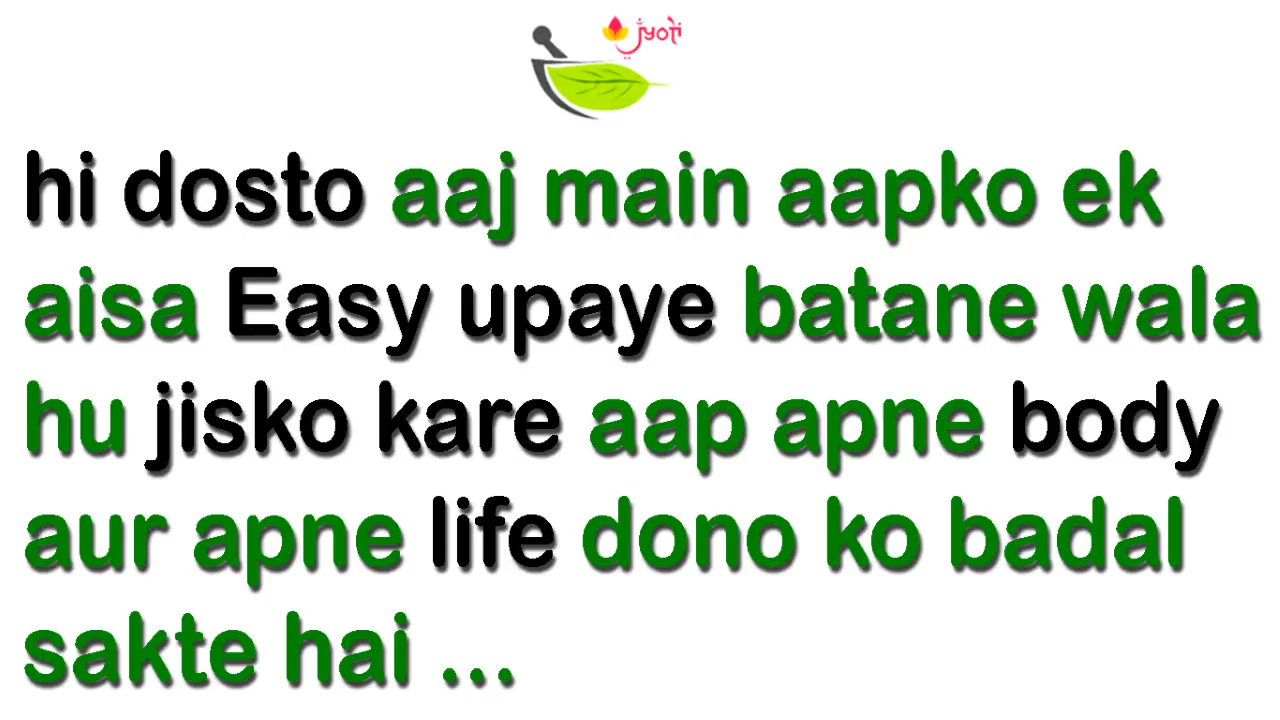 jyoti
hi dosto aaj main aapko ek
aisa Easy upaye batane wala
hu jisko kare aap apne body
aur apne life dono ko badal
sakte hai ...